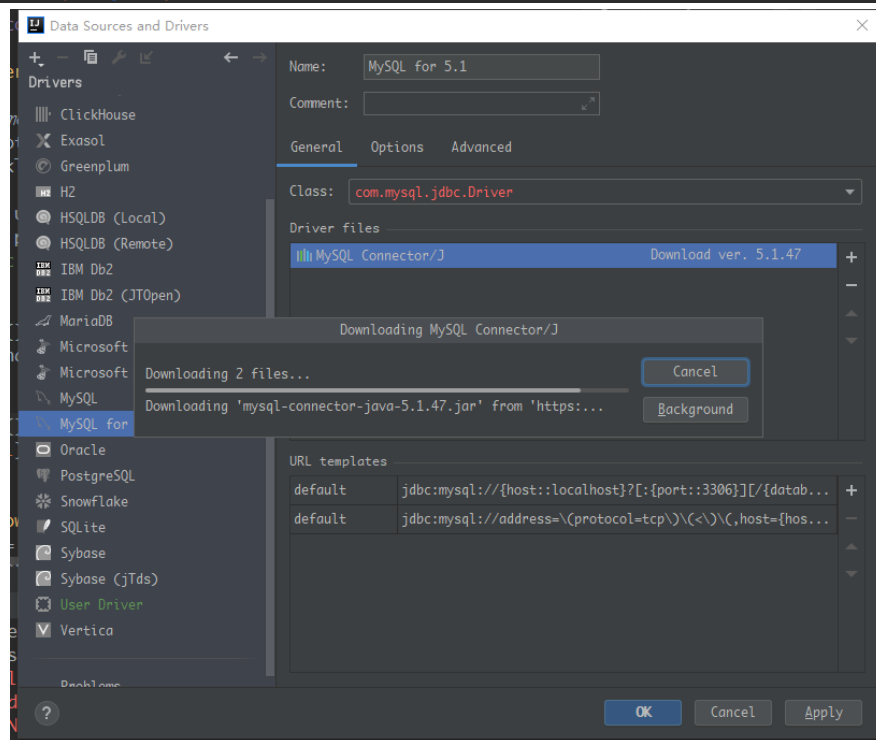 Data Sources and Drivers
Drivers
ClickHouse
Exasol
Greenplum
H2
HSQLDB (Local)
HSQLDB (Remote)
IBM Db2
IBM Db2 (JTOpen)
MariaDB
Microsoft
Microsoft
MySQL
MySQL for
Oracle
PostgreSQL
Snowflake
SQLite
Sybase
Sybase (jTds)
User Driver
Vertica
Problems
Name: MySQL for 5.1
Comment:
General Options Advanced
Class: com.mysql.jdbc.Driver
Driver files
MySQL Connector/J Download ver. 5.1.47
Downloading MySQL Connector/J
Downloading 2 files...
Cancel
Downloading 'mysql-connector-java-5.1.47.jar' from 'https:...
Background
URL templates
default jdbc:mysql://{host::localhost}?[:{port::3306}][/{datab...
default jdbc:mysql://address=\(protocol=tcp\)\(<\)\(,host={hos...
? OK Cancel Apply